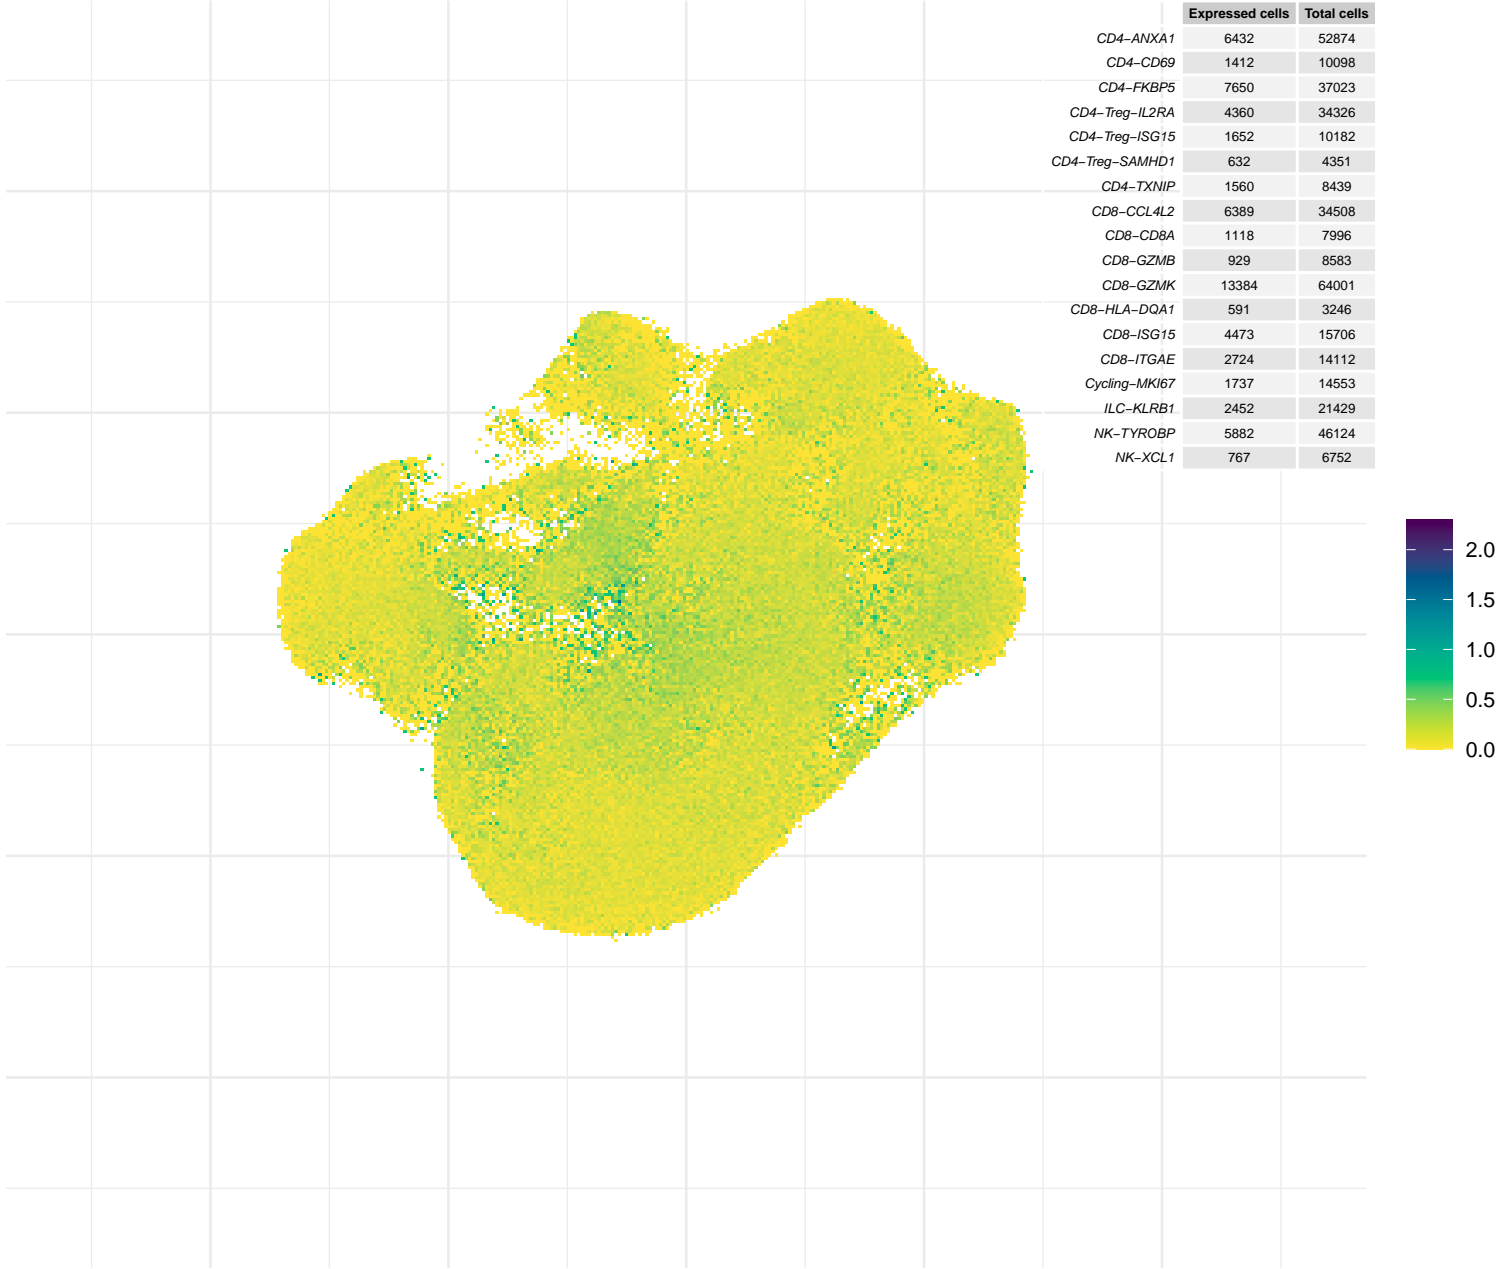 Expressed cells Total cells
CD4−ANXA1 6432 52874
CD4−CD69 1412 10098
CD4−FKBP5 7650 37023
CD4−Treg−IL2RA 4360 34326
CD4−Treg−ISG15 1652 10182
CD4−Treg−SAMHD1 632 4351
CD4−TXNIP 1560 8439
CD8−CCL4L2 6389 34508
CD8−CD8A 1118 7996
CD8−GZMB 929 8583
CD8−GZMK 13384 64001
CD8−HLA−DQA1 591 3246
CD8−ISG15 4473 15706
CD8−ITGAE 2724 14112
Cycling−MKI67 1737 14553
ILC−KLRB1 2452 21429
NK−TYROBP 5882 46124
NK−XCL1 767 6752
2.0
1.5
1.0
0.5
0.0